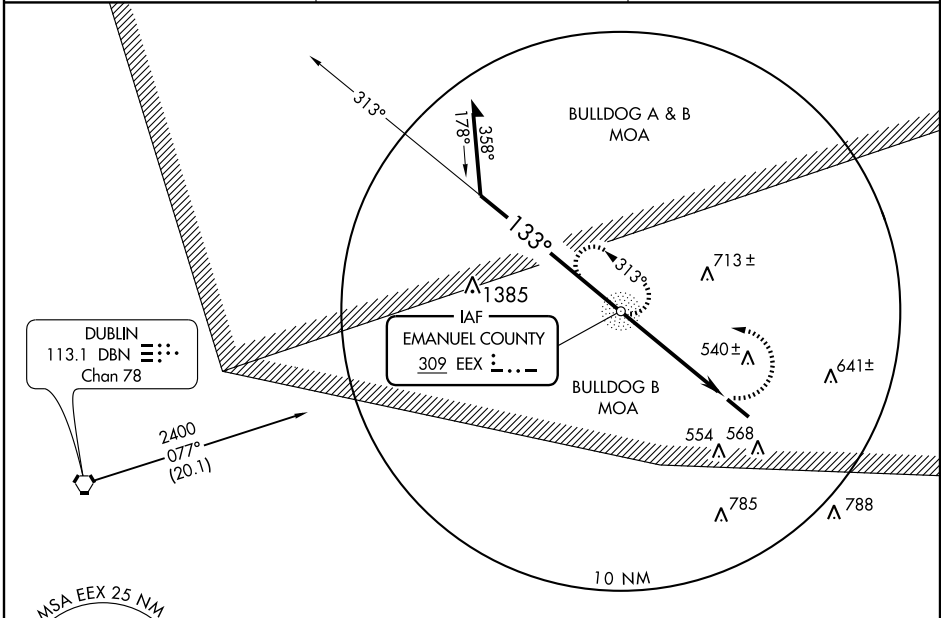 313°
358°
178°
BULLDOG A & B
MOA
133°
313°
713 ±
1385
IAF
EMANUEL COUNTY
309 EEX
DUBLIN
113.1 DBN
Chan 78
540 ±
641 ±
BULLDOG B
MOA
2400
077°
(20.1)
554
568
785
788
10 NM
MSA EEX 25 NM